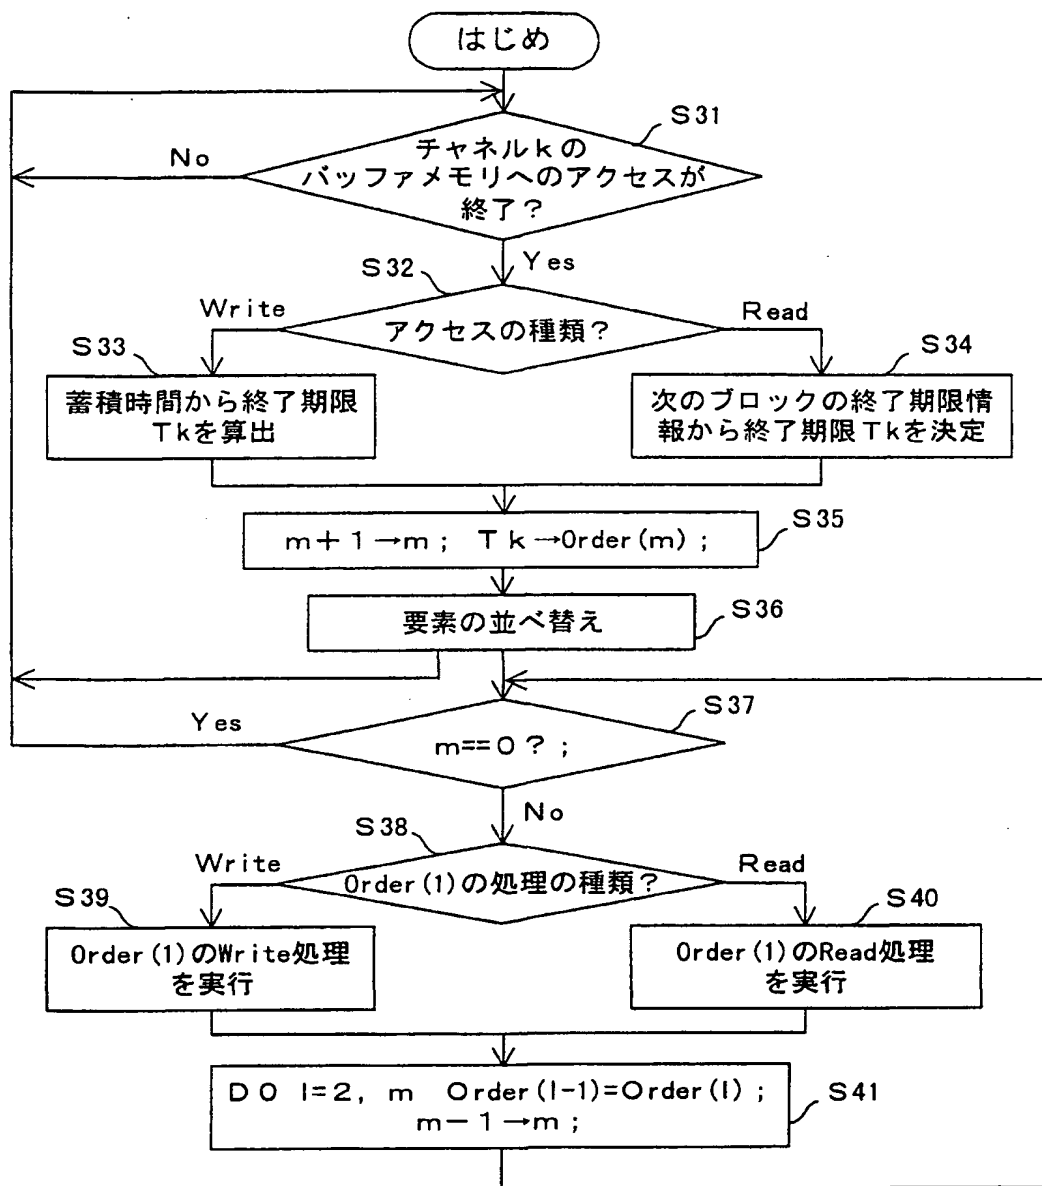 はじめ
S31
チャネルkの
バッファメモリへのアクセスが
終了?
No
Yes
S32
Write
アクセスの種類?
Read
S33
蓄積時間から終了期限
Tkを算出
S34
次のブロックの終了期限情
報から終了期限Tkを決定
S35
m+1→m; Tk→Order(m);
要素の並べ替え
S36
S37
Yes
m==0?;
No
S38
Write
Order(1)の処理の種類?
Read
S39
Order(1)のWrite処理
を実行
S40
Order(1)のRead処理
を実行
DO l=2, m Order(l-1)=Order(l);
m-1→m;
S41